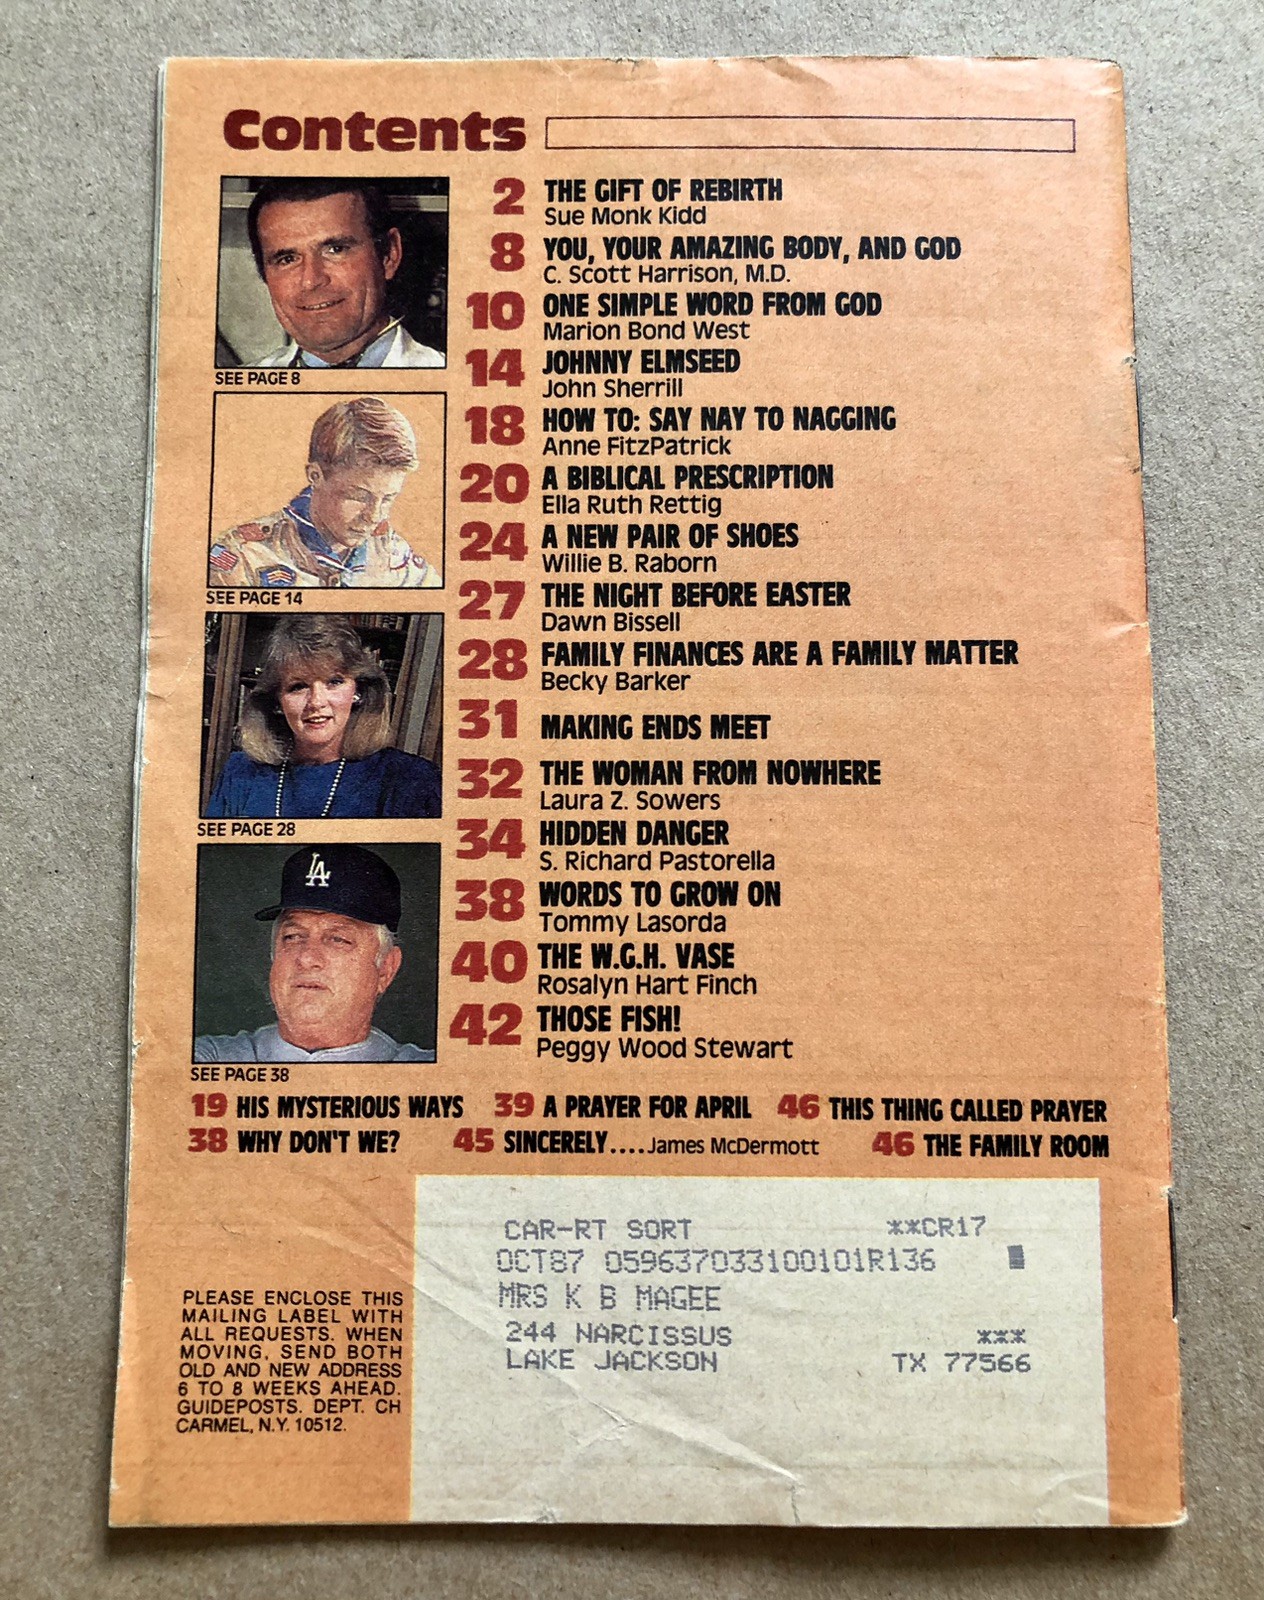 Contents
2 THE GIFT OF REBIRTH
Sue Monk Kidd
8 YOU, YOUR AMAZING BODY, AND GOD
C. Scott Harrison, M.D.
10 ONE SIMPLE WORD FROM GOD
Marion Bond West
14 JOHNNY ELMSEED
John Sherrill
18 HOW TO: SAY NAY TO NAGGING
Anne FitzPatrick
20 A BIBLICAL PRESCRIPTION
Ella Ruth Rettig
24 A NEW PAIR OF SHOES
Willie B. Raborn
27 THE NIGHT BEFORE EASTER
Dawn Bissell
28 FAMILY FINANCES ARE A FAMILY MATTER
Becky Barker
31 MAKING ENDS MEET
32 THE WOMAN FROM NOWHERE
Laura Z. Sowers
34 HIDDEN DANGER
S. Richard Pastorella
38 WORDS TO GROW ON
Tommy Lasorda
40 THE W.G.H. VASE
Rosalyn Hart Finch
42 THOSE FISH!
Peggy Wood Stewart
SEE PAGE 8
SEE PAGE 14
SEE PAGE 28
LA
SEE PAGE 38
19 HIS MYSTERIOUS WAYS 39 A PRAYER FOR APRIL 46 THIS THING CALLED PRAYER
38 WHY DON'T WE? 45 SINCERELY....James McDermott 46 THE FAMILY ROOM
PLEASE ENCLOSE THIS
MAILING LABEL WITH
ALL REQUESTS. WHEN
MOVING, SEND BOTH
OLD AND NEW ADDRESS
6 TO 8 WEEKS AHEAD.
GUIDEPOSTS. DEPT. CH
CARMEL, N.Y. 10512.
CAR-RT SORT **CR17
OCT87 059637033100101R136
MRS K B MAGEE
244 NARCISSUS ***
LAKE JACKSON TX 77566